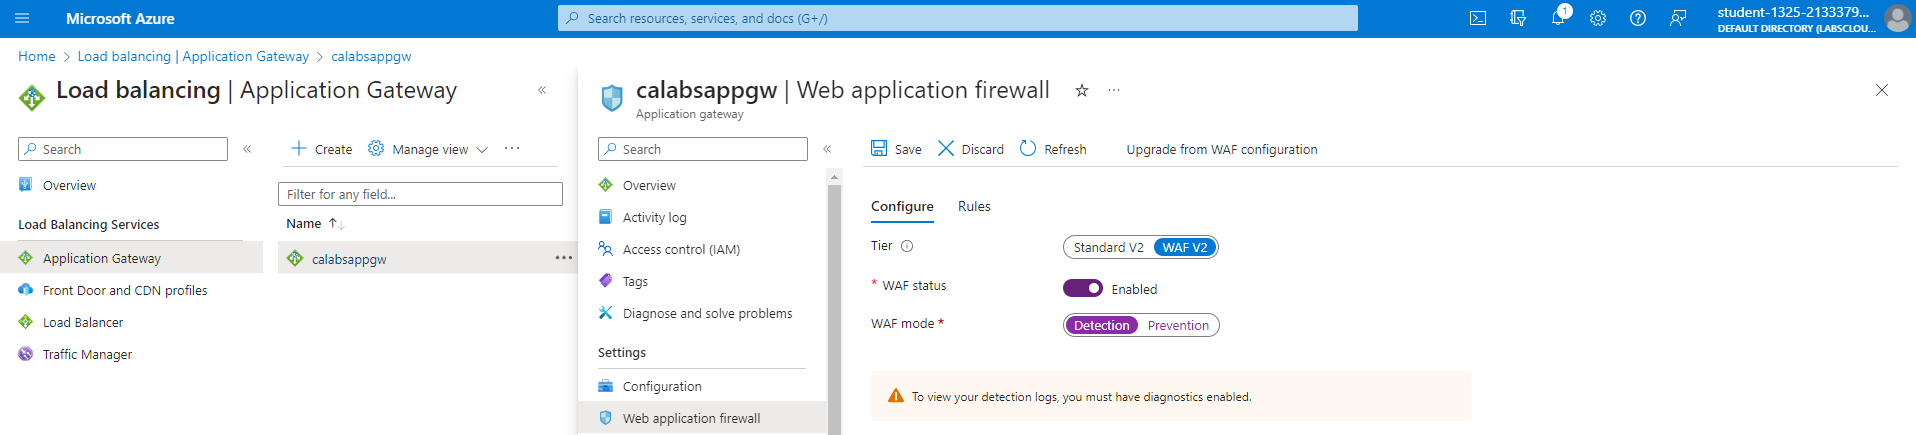 Microsoft Azure
Search resources, services, and docs (G+/)
1
student-1325-2133379...
DEFAULT DIRECTORY (LABSCLOU...
Home > Load balancing | Application Gateway > calabsappgw
Load balancing | Application Gateway
Search
Overview
Load Balancing Services
Application Gateway
Front Door and CDN profiles
Load Balancer
Traffic Manager
Create Manage view ...
Filter for any field...
Name
calabsappgw ...
calabsappgw | Web application firewall ...
Application gateway
Search
Overview
Activity log
Access control (IAM)
Tags
Diagnose and solve problems
Settings
Configuration
Web application firewall
Save Discard Refresh Upgrade from WAF configuration
Configure Rules
Tier Standard V2 WAF V2
* WAF status Enabled
WAF mode * Detection Prevention
To view your detection logs, you must have diagnostics enabled.